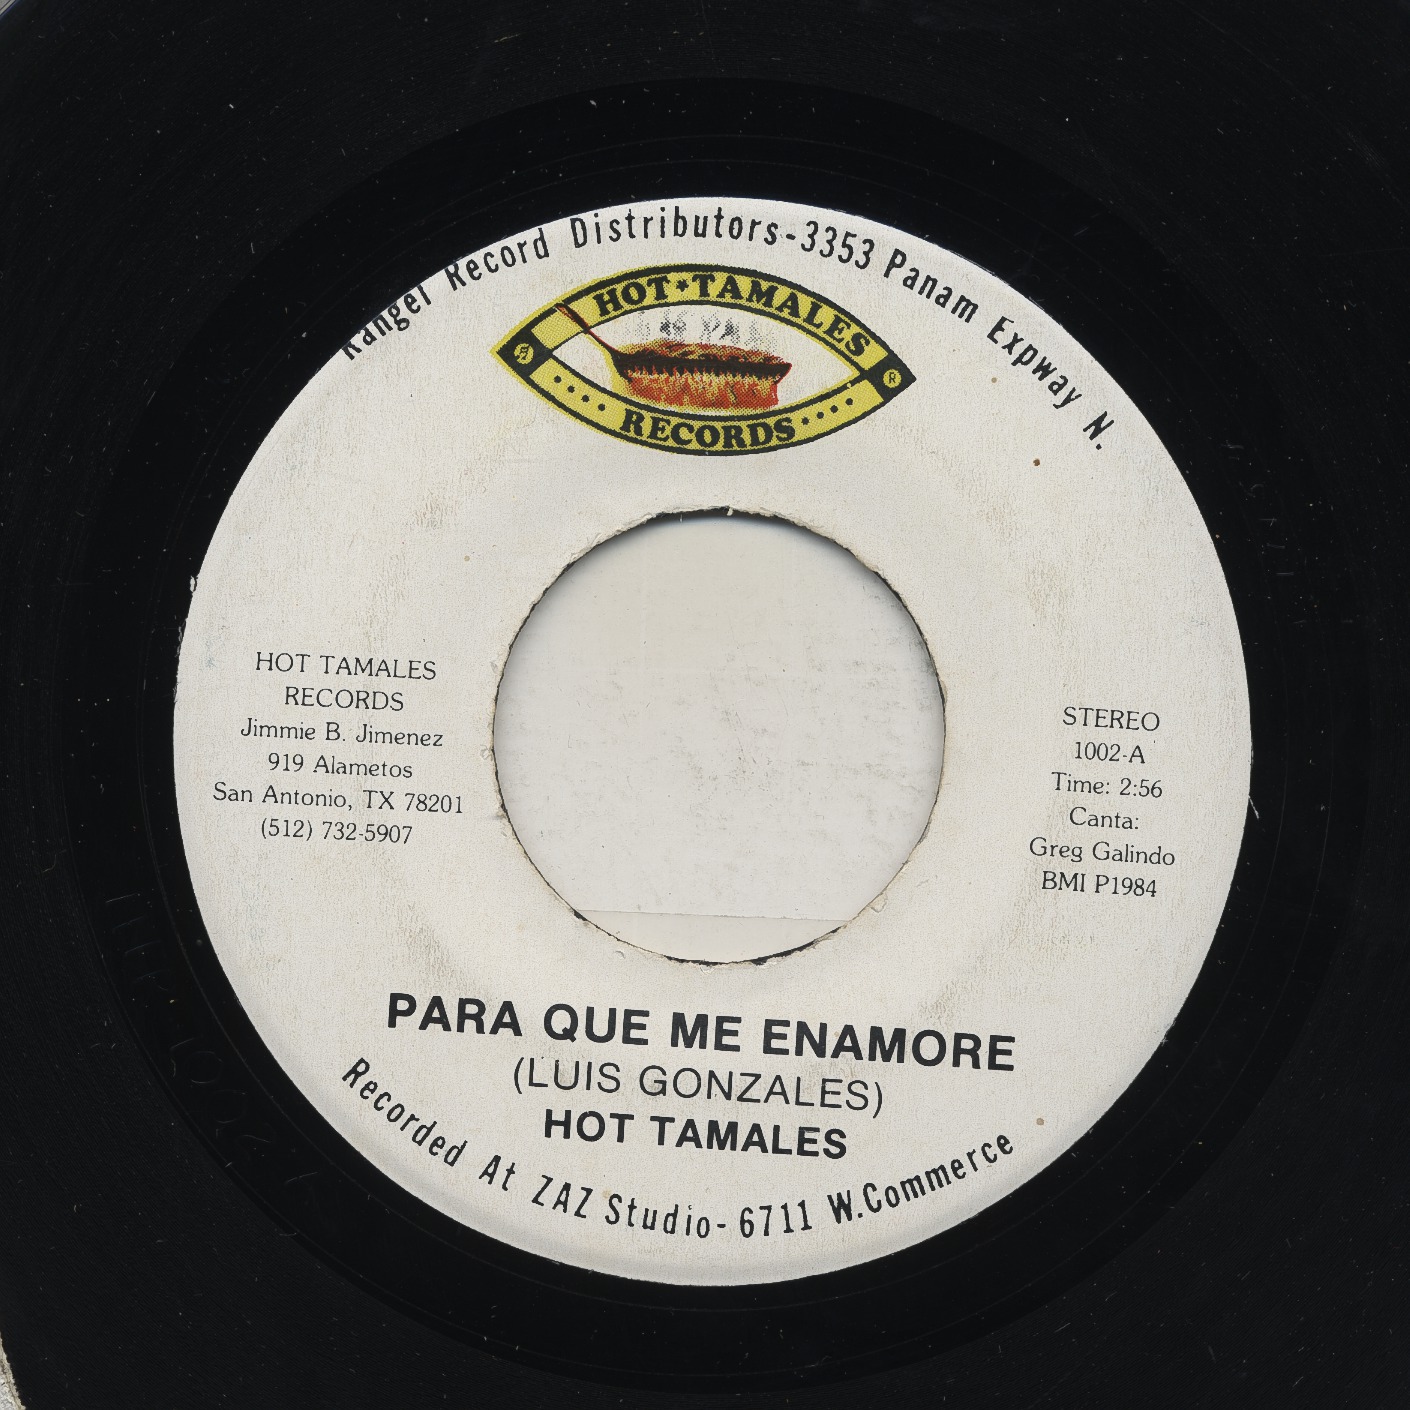 Rangel Record Distributors-3353 Panam Expway N.
HOT★TAMALES
RECORDS
R
HOT TAMALES
RECORDS
Jimmie B. Jimenez
919 Alametos
San Antonio, TX 78201
(512) 732-5907
STEREO
1002-A
Time: 2:56
Canta:
Greg Galindo
BMI P1984
PARA QUE ME ENAMORE
(LUIS GONZALES)
HOT TAMALES
Recorded At ZAZ Studio-6711 W.Commerce